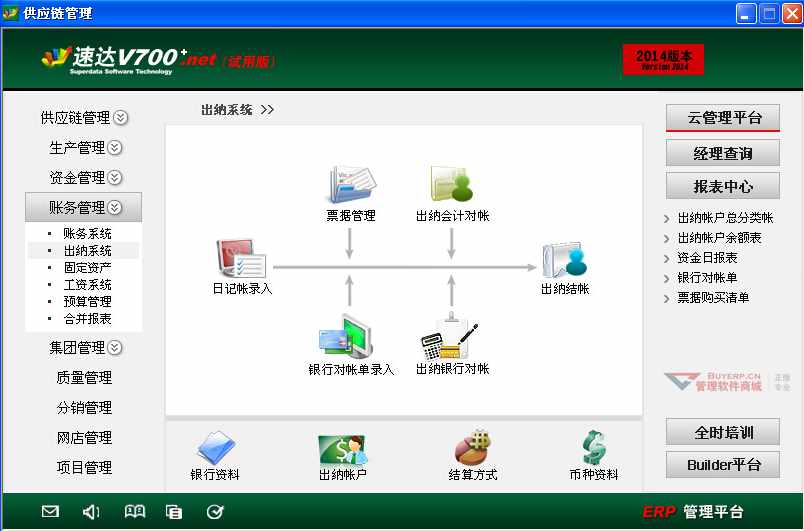 供应链管理
速达V700+.net (试用版)
Superdata Software Technology
2014版本
Version 2014
供应链管理
生产管理
资金管理
账务管理
账务系统
出纳系统
固定资产
工资系统
预算管理
合并报表
集团管理
质量管理
分销管理
网店管理
项目管理
出纳系统 >>
票据管理
出纳会计对帐
日记帐录入
出纳结帐
银行对帐单录入
出纳银行对帐
银行资料
出纳帐户
结算方式
币种资料
云管理平台
经理查询
报表中心
出纳帐户总分类帐
出纳帐户余额表
资金日报表
银行对帐单
票据购买清单
BUYERP.CN
管理软件商城
正版
专业
全时培训
Builder平台
ERP 管理平台